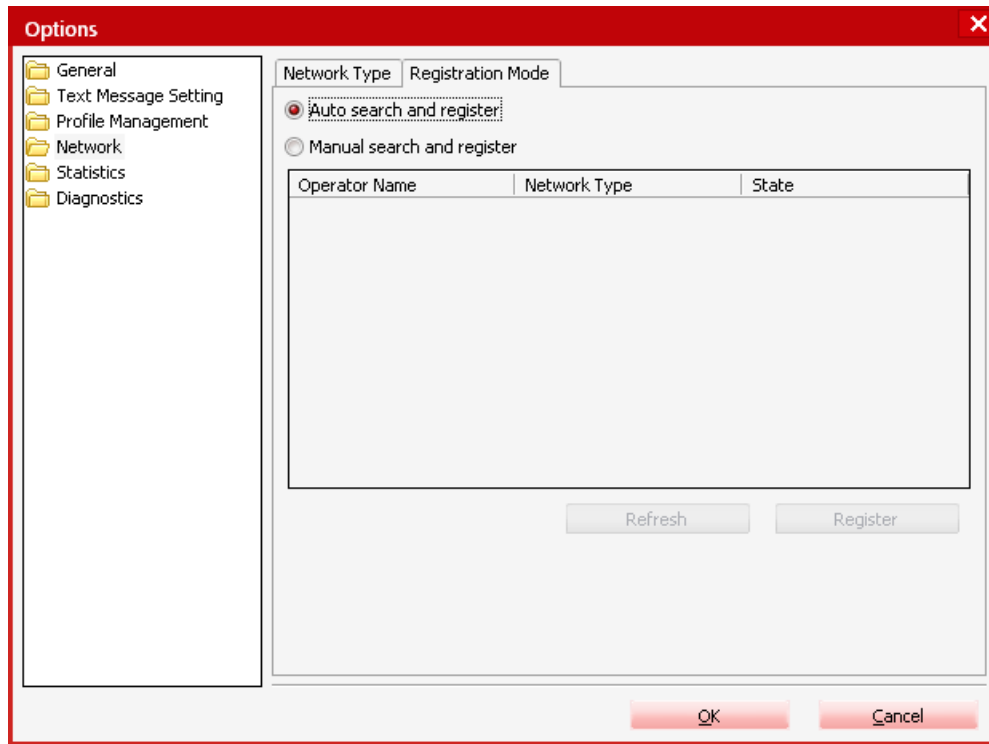 Options
General
Text Message Setting
Profile Management
Network
Statistics
Diagnostics
Network Type
Registration Mode
Auto search and register
Manual search and register
Operator Name
Network Type
State
Refresh
Register
OK
Cancel